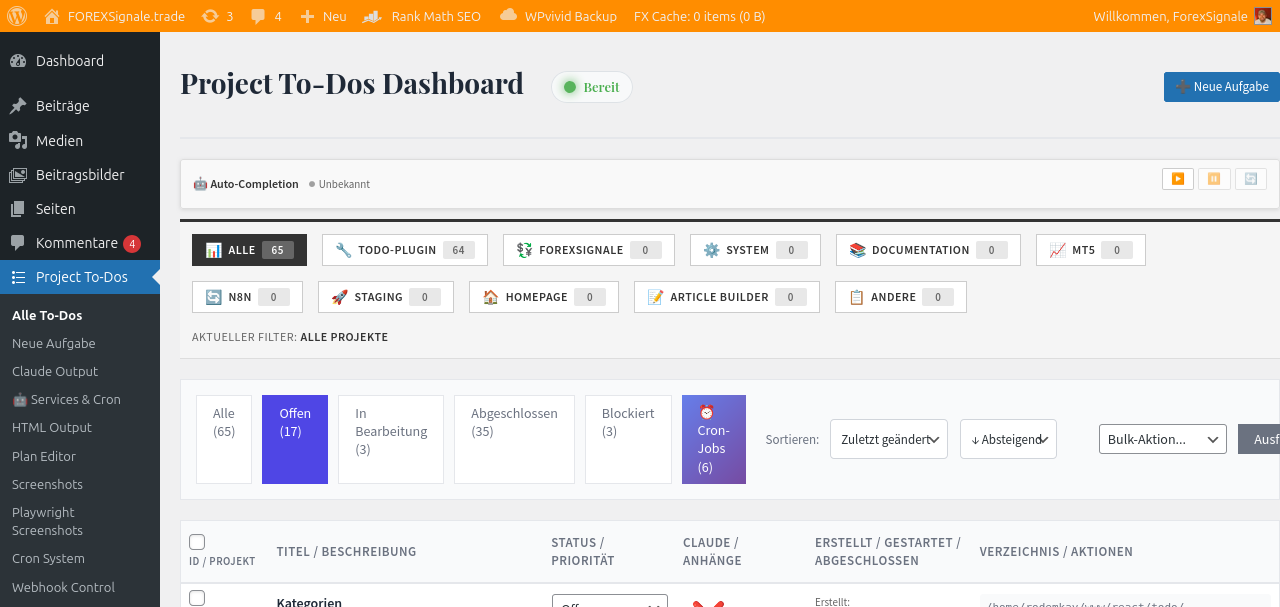 FOREXSignale.trade 3 4 Neu Rank Math SEO WPvivid Backup FX Cache: 0 items (0 B) Willkommen, ForexSignale
Dashboard
Beiträge
Medien
Beitragsbilder
Seiten
Kommentare 4
Project To-Dos
Alle To-Dos
Neue Aufgabe
Claude Output
Services & Cron
HTML Output
Plan Editor
Screenshots
Playwright
Screenshots
Cron System
Webhook Control
Project To-Dos Dashboard Bereit
Neue Aufgabe
Auto-Completion Unbekannt
ALLE 65 TODO-PLUGIN 64 FOREXSIGNALE 0 SYSTEM 0 DOCUMENTATION 0 MT5 0
N8N 0 STAGING 0 HOMEPAGE 0 ARTICLE BUILDER 0 ANDERE 0
AKTUELLER FILTER: ALLE PROJEKTE
Alle
(65)
Offen
(17)
In
Bearbeitung
(3)
Abgeschlossen
(35)
Blockiert
(3)
Cron-
Jobs
(6)
Sortieren: Zuletzt geändert ↓ Absteigend Bulk-Aktion... Ausf
ID / PROJEKT
TITEL / BESCHREIBUNG
STATUS /
PRIORITÄT
CLAUDE /
ANHÄNGE
ERSTELLT / GESTARTET /
ABGESCHLOSSEN
VERZEICHNIS / AKTIONEN
Kategorien
Erstellt: